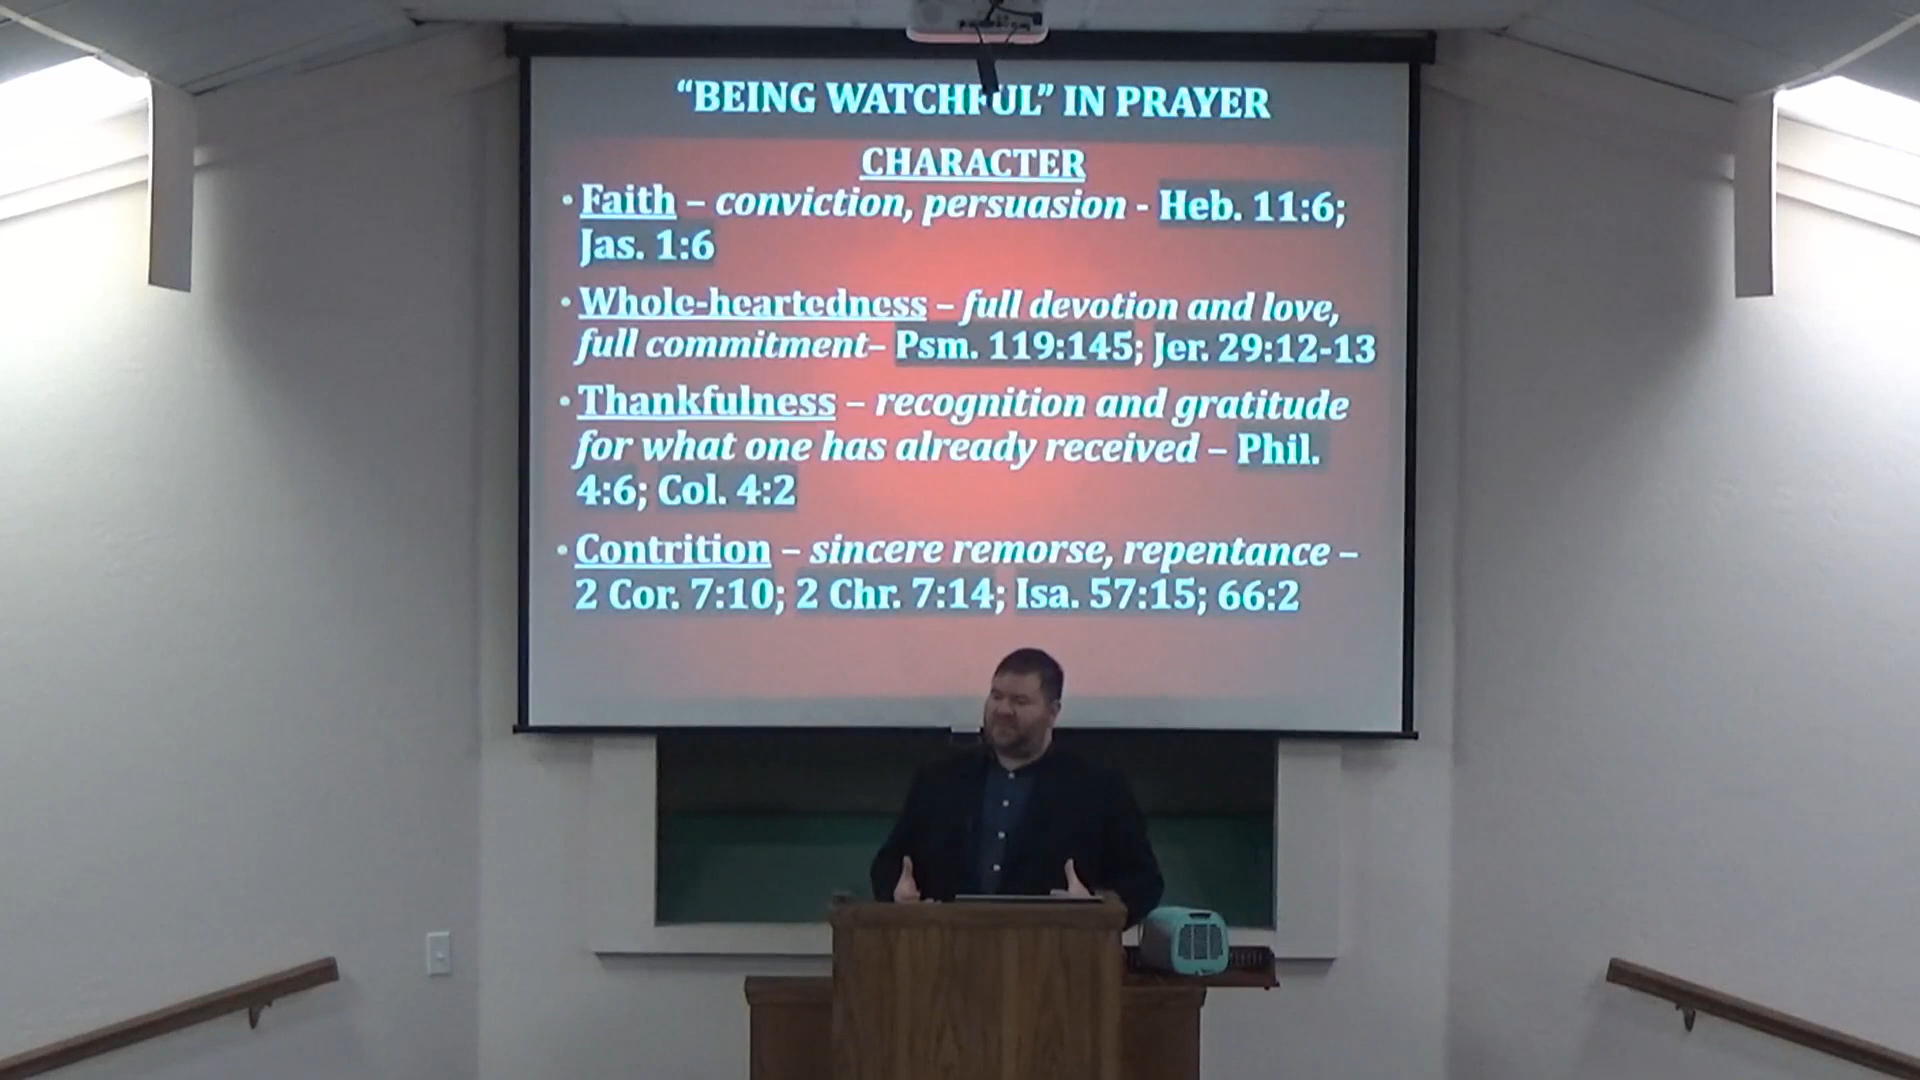 “BEING WATCHFUL” IN PRAYER
CHARACTER
• Faith – conviction, persuasion - Heb. 11:6;
Jas. 1:6
• Whole-heartedness – full devotion and love,
full commitment– Psm. 119:145; Jer. 29:12-13
• Thankfulness – recognition and gratitude
for what one has already received – Phil.
4:6; Col. 4:2
• Contrition – sincere remorse, repentance –
2 Cor. 7:10; 2 Chr. 7:14; Isa. 57:15; 66:2